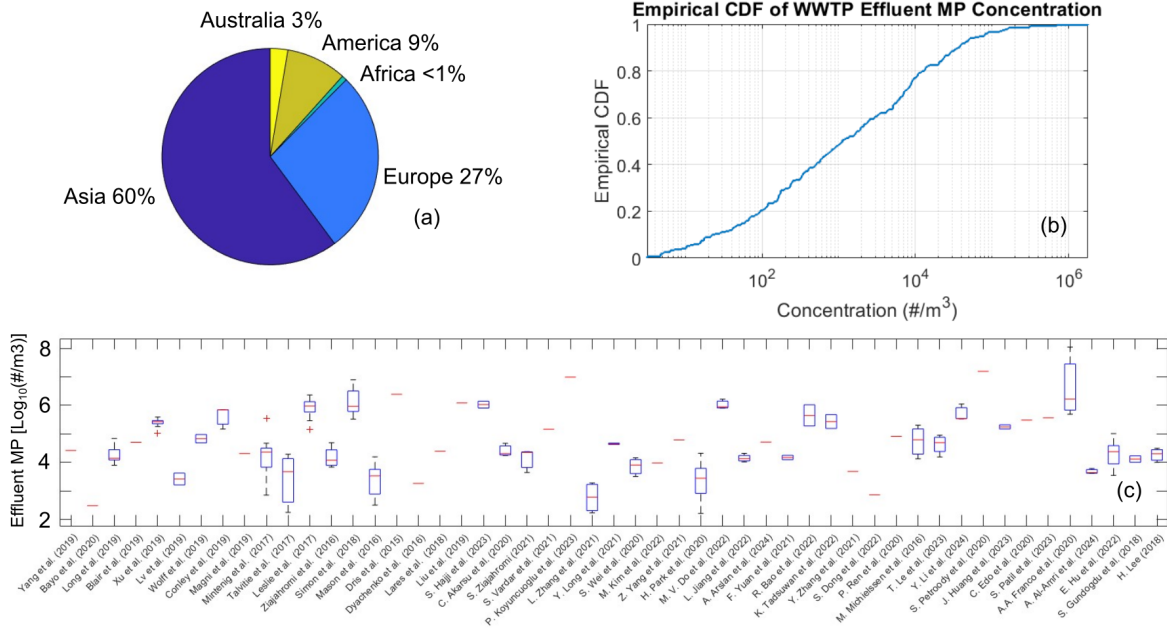 Australia 3%
America 9%
Africa <1%
Europe 27%
Asia 60%
(a)
Empirical CDF of WWTP Effluent MP Concentration
Empirical CDF
1
0.8
0.6
0.4
0.2
0
10²
10⁴
10⁶
Concentration (#/m³)
(b)
Effluent MP [Log₁₀(#/m3)]
8
6
4
2
(c)
Yang et al. (2019)
Bayo et al. (2020)
Long et al. (2019)
Blair et al. (2019)
Xu et al. (2019)
Lv et al. (2019)
Wolff et al. (2019)
Conley et al. (2019)
Magni et al. (2019)
Mintenig et al. (2017)
Talvitie et al. (2017)
Leslie et al. (2017)
Ziajahromi et al. (2016)
Simon et al. (2018)
Mason et al. (2016)
Dris et al. (2015)
Dyachenko et al. (2016)
Lares et al. (2018)
Liu et al. (2019)
S. Hajji et al. (2023)
C. Akarsu et al. (2020)
S. Ziajahromi (2021)
S. Vardar et al. (2021)
P. Koyuncuoglu et al. (2023)
L. Zhang et al. (2021)
Y. Long et al. (2021)
S. Wei et al. (2020)
M. Kim et al. (2022)
Z. Yang et al. (2021)
H. Park et al. (2020)
M. V. Do et al. (2022)
L. Jiang et al. (2022)
A. Arslan et al. (2024)
F. Yuan et al. (2021)
R. Bao et al. (2022)
K. Tadsuwan et al. (2021)
Y. Zhang et al. (2021)
S. Dong et al. (2022)
P. Ren et al. (2020)
M. Michielssen et al. (2016)
T. Le et al. (2023)
Y. Li et al. (2024)
S. Petrody et al. (2020)
J. Huang et al. (2023)
C. Edo et al. (2020)
S. Patil et al. (2023)
A.A. Franco et al. (2020)
A. Al-Amri et al. (2024)
E. Hu et al. (2022)
S. Gundogdu et al. (2018)
H. Lee et al. (2018)